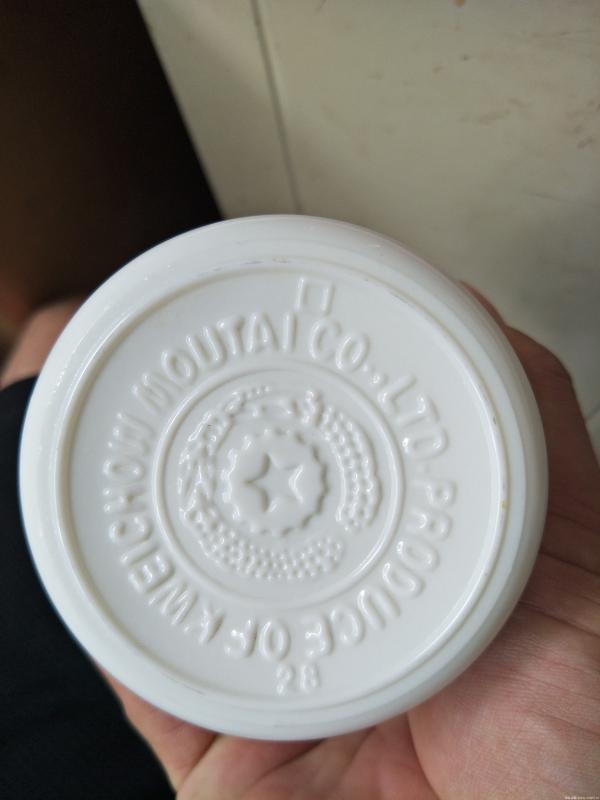 PRODUCE OF KWEICHOW MOUTAI CO., LTD.
28